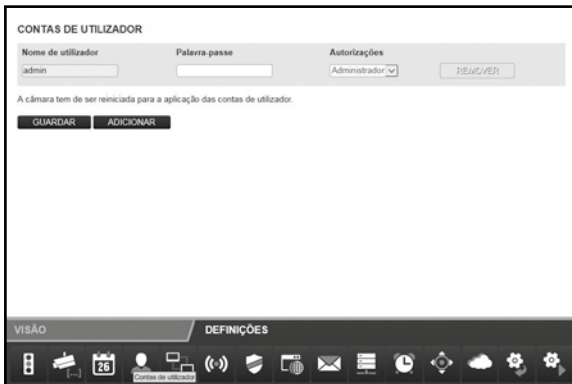 CONTAS DE UTILIZADOR
Nome de utilizador Palavra-passe Autorizações
admin Administrador REMOVER
A câmara tem de ser reiniciada para a aplicação das contas de utilizador.
GUARDAR ADICIONAR
VISÃO DEFINIÇÕES
[...] 26
Contas de utilizador